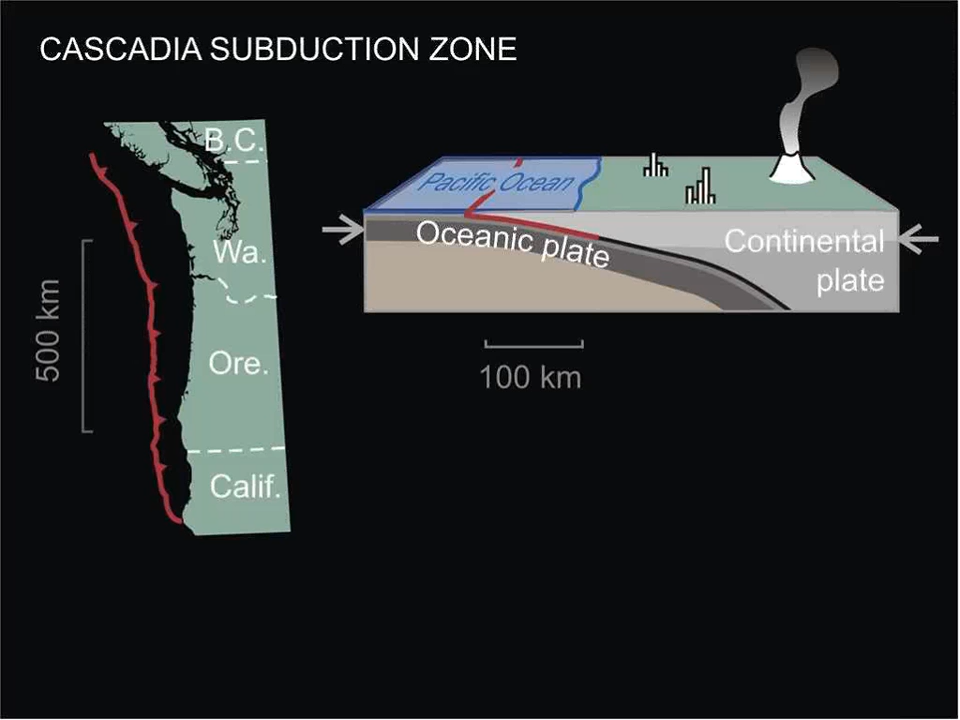 CASCADIA SUBDUCTION ZONE
B.C.
Wa.
Ore.
Calif.
500 km
Pacific Ocean
Oceanic plate
Continental
plate
100 km